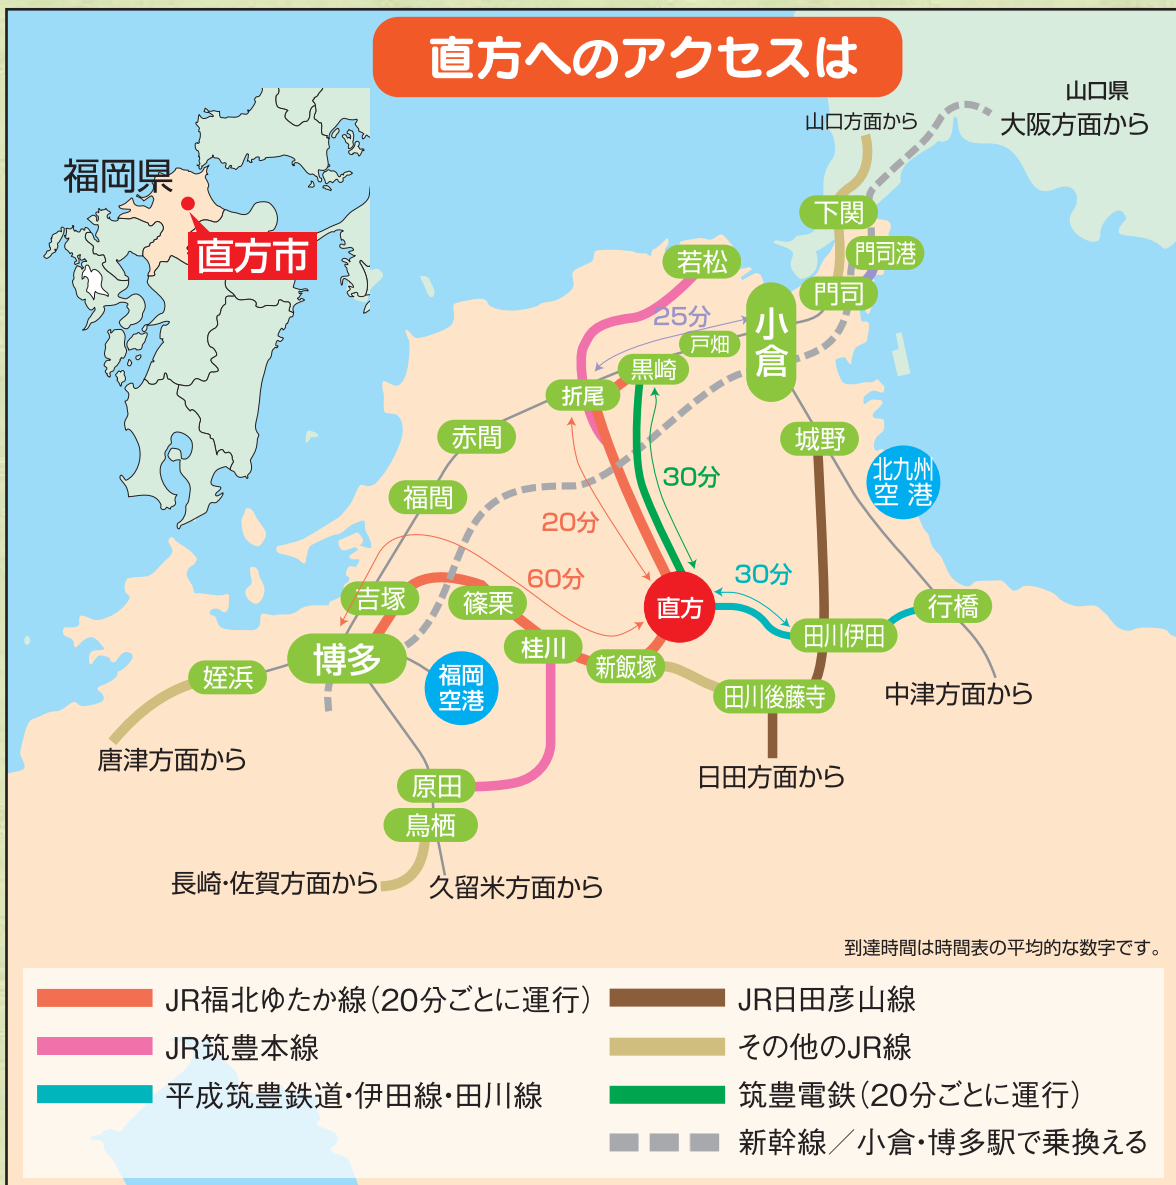 直方へのアクセスは
福岡県
直方市
山口県
大阪方面から
山口方面から
下関
門司港
門司
若松
小倉
25分
戸畑
黒崎
折尾
赤間
城野
北九州
空港
福間
30分
20分
60分
30分
吉塚
篠栗
直方
行橋
田川伊田
桂川
新飯塚
博多
福岡
空港
姪浜
田川後藤寺
中津方面から
唐津方面から
日田方面から
原田
鳥栖
長崎・佐賀方面から
久留米方面から
到達時間は時間表の平均的な数字です。
JR福北ゆたか線(20分ごとに運行)
JR筑豊本線
平成筑豊鉄道・伊田線・田川線
JR日田彦山線
その他のJR線
筑豊電鉄(20分ごとに運行)
新幹線/小倉・博多駅で乗換える